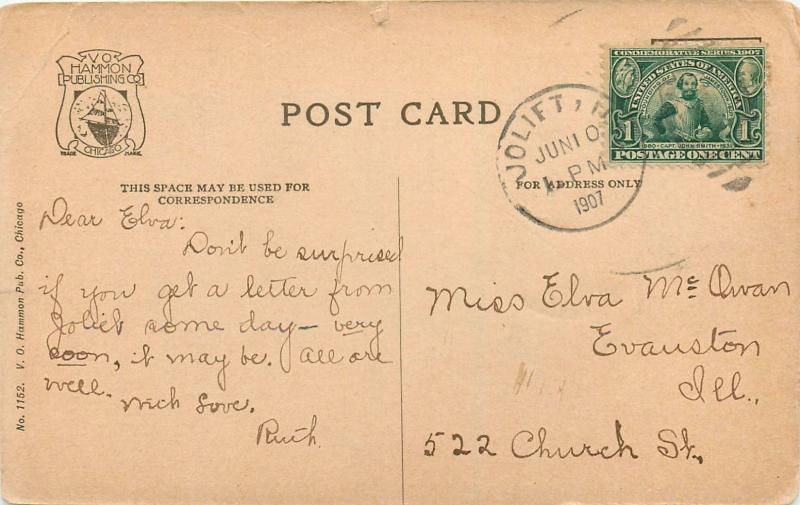 V.O.
HAMMON
PUBLISHING CO
TRADE MARK
CHICAGO
POST CARD
JOLIET,
JUN 10
1 PM
1907
COMMEMORATIVE SERIES 1907
UNITED STATES OF AMERICA
1 1
1580 · CAPT. JOHN SMITH · 1631
POSTAGE ONE CENT
THIS SPACE MAY BE USED FOR
CORRESPONDENCE
FOR ADDRESS ONLY
Dear Elva:
Don't be surprised
if you get a letter from
Joliet some day – very
soon, it may be. All are
well.
With Love.
Ruth.
Miss Elva Mc Owan
Evanston
Ill.,
522 Church St.,
No. 1152. V. O. Hammon Pub. Co., Chicago